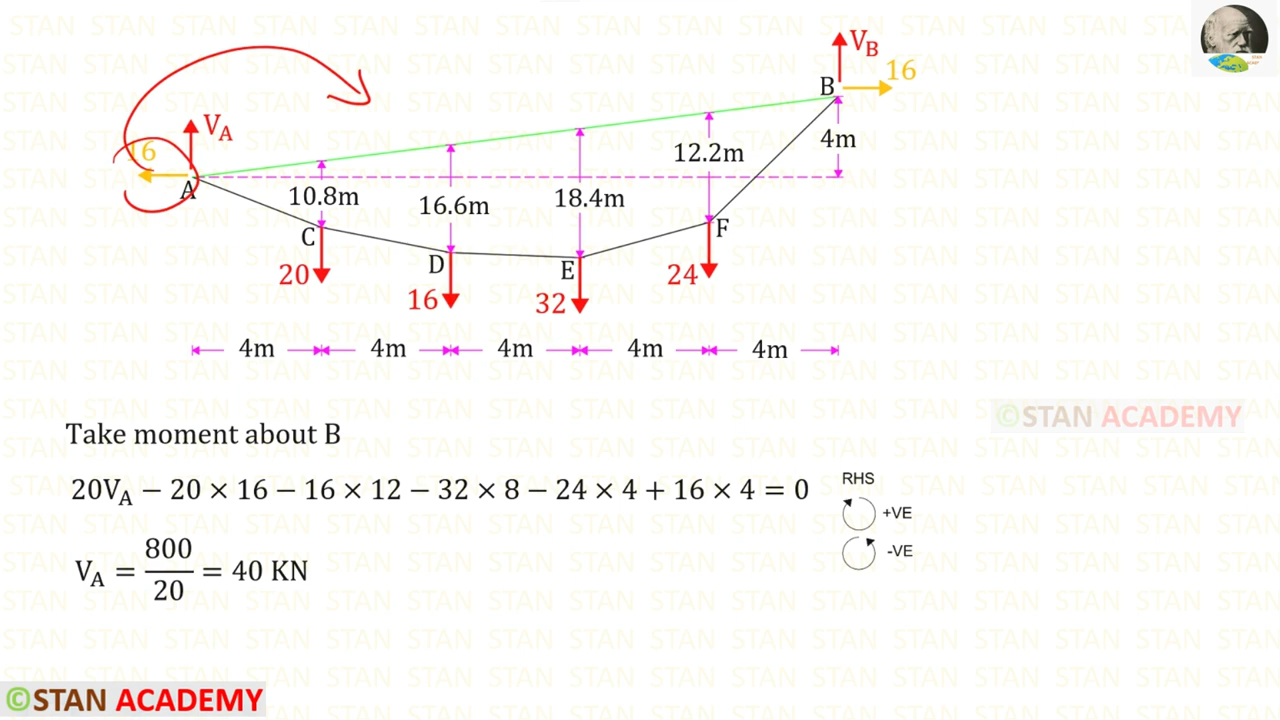 V_B
B
16
V_A
16
A
4m
12.2m
10.8m
16.6m
18.4m
C
D
E
F
20
16
32
24
4m
4m
4m
4m
4m
©STAN ACADEMY
Take moment about B
20V_A − 20 × 16 − 16 × 12 − 32 × 8 − 24 × 4 + 16 × 4 = 0
RHS
+VE
-VE
V_A = 800/20 = 40 KN
©STAN ACADEMY